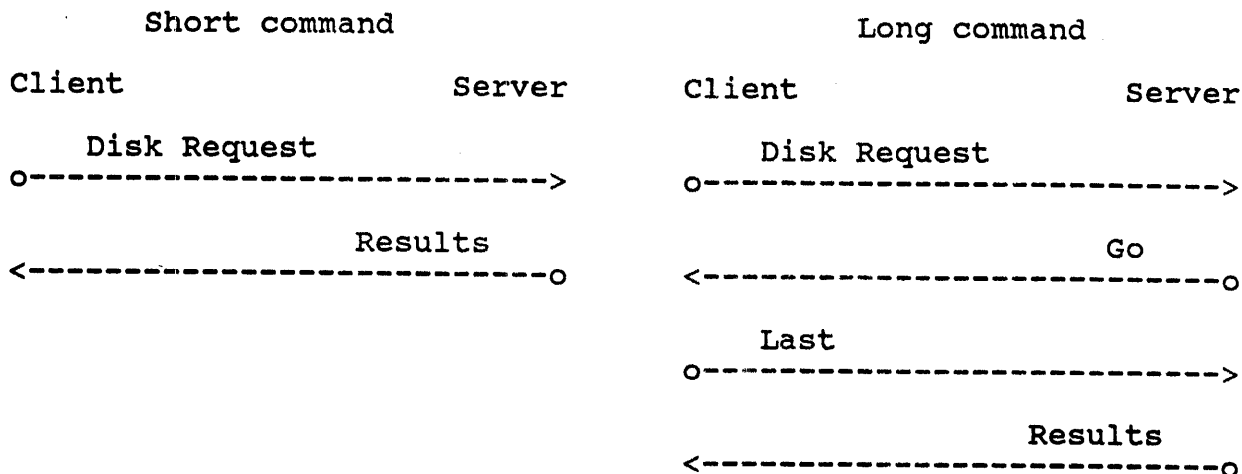 Short command
Client Server
Disk Request
o---------------------------->
Results
<----------------------------o
Long command
Client Server
Disk Request
o---------------------------->
Go
<----------------------------o
Last
o---------------------------->
Results
<----------------------------o